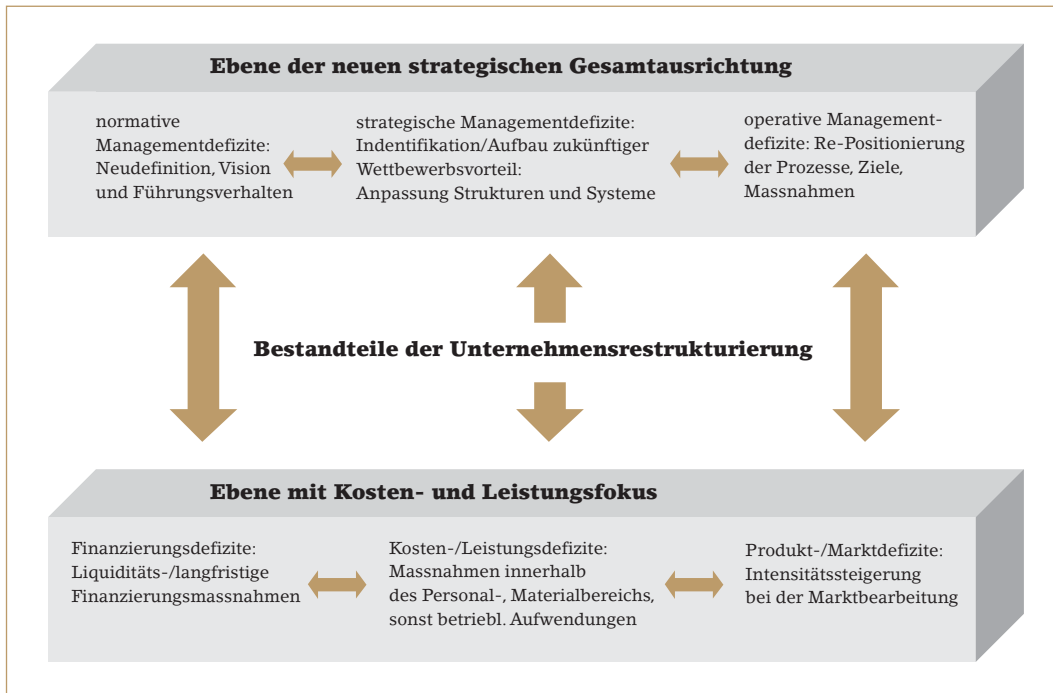 Ebene der neuen strategischen Gesamtausrichtung
normative
Managementdefizite:
Neudefinition, Vision
und Führungsverhalten
strategische Managementdefizite:
Indentifikation/Aufbau zukünftiger
Wettbewerbsvorteil:
Anpassung Strukturen und Systeme
operative Management-
defizite: Re-Positionierung
der Prozesse, Ziele,
Massnahmen
Bestandteile der Unternehmensrestrukturierung
Ebene mit Kosten- und Leistungsfokus
Finanzierungsdefizite:
Liquiditäts-/langfristige
Finanzierungsmassnahmen
Kosten-/Leistungsdefizite:
Massnahmen innerhalb
des Personal-, Materialbereichs,
sonst betriebl. Aufwendungen
Produkt-/Marktdefizite:
Intensitätssteigerung
bei der Marktbearbeitung